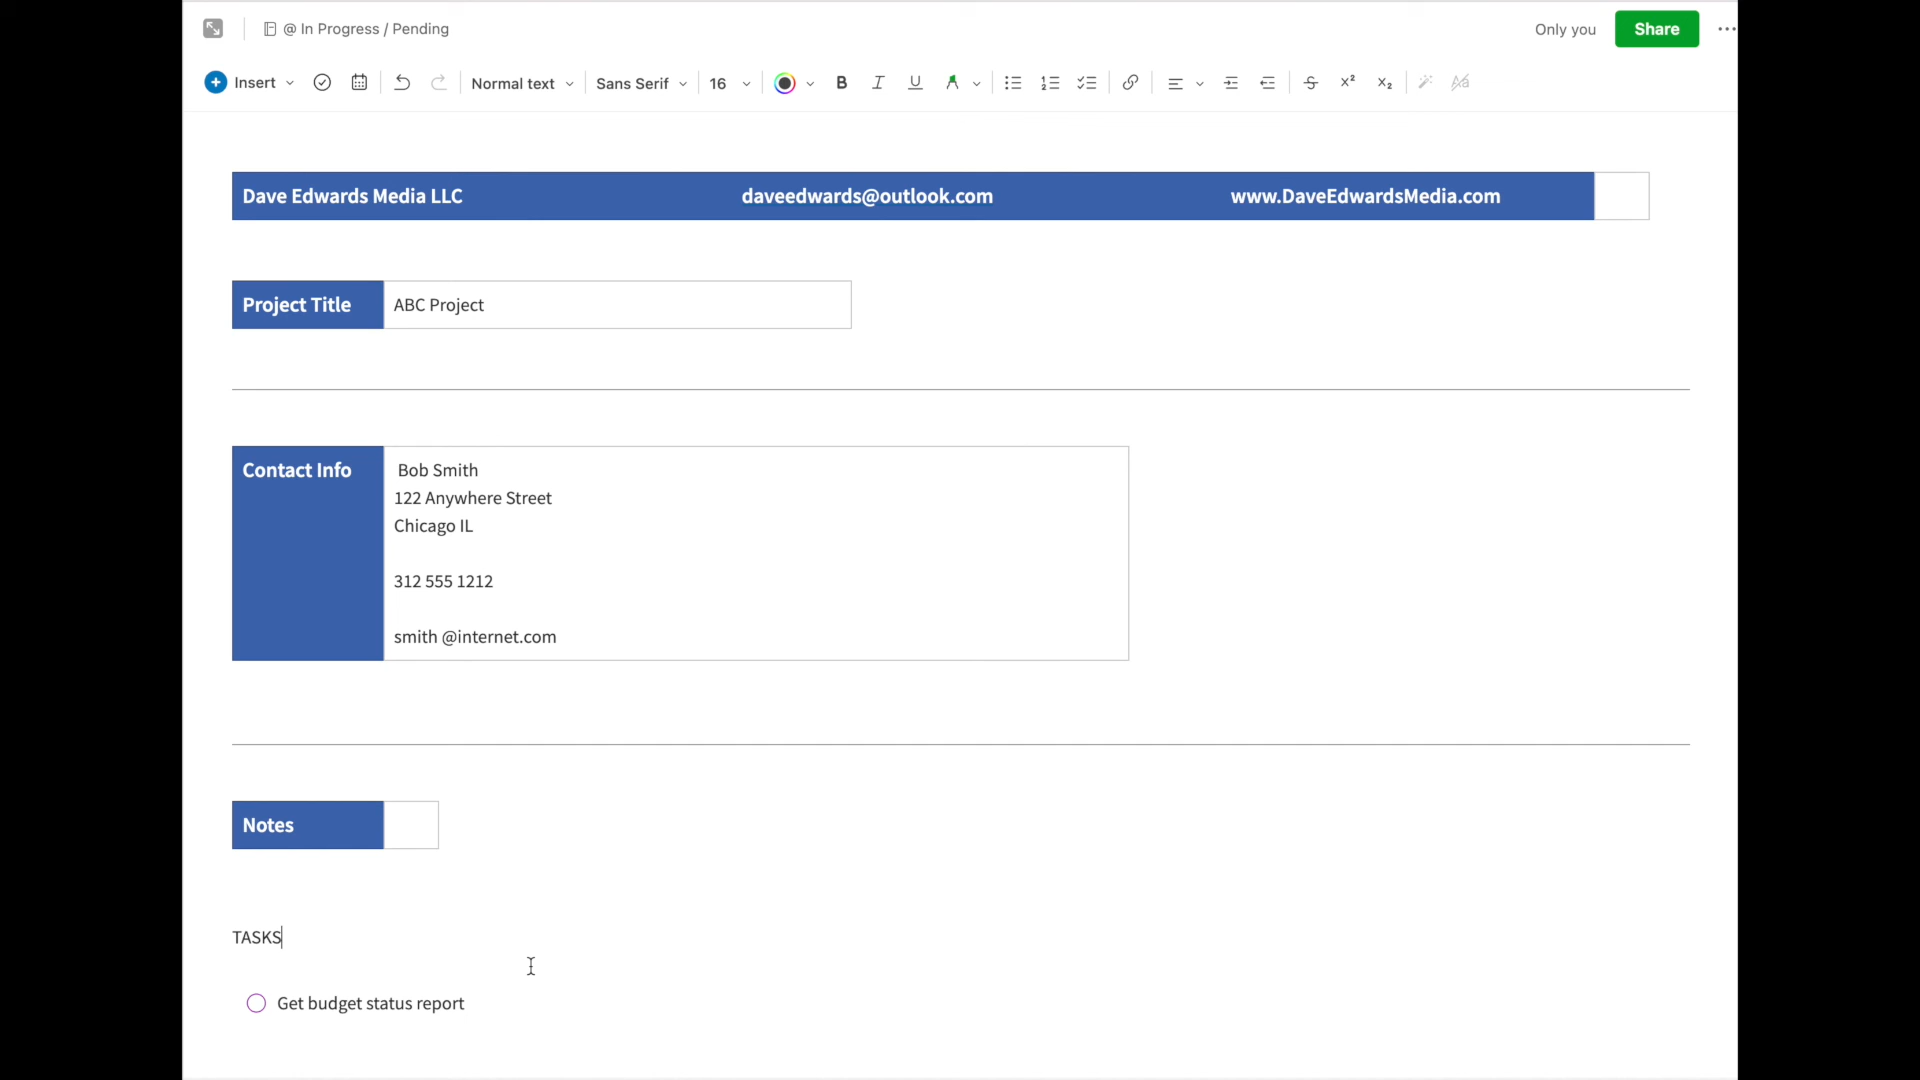 @ In Progress / Pending
Only you
Share
Insert
Normal text
Sans Serif
16
Dave Edwards Media LLC
daveedwards@outlook.com
www.DaveEdwardsMedia.com
Project Title
ABC Project
Contact Info
Bob Smith
122 Anywhere Street
Chicago IL
312 555 1212
smith @internet.com
Notes
TASKS
Get budget status report